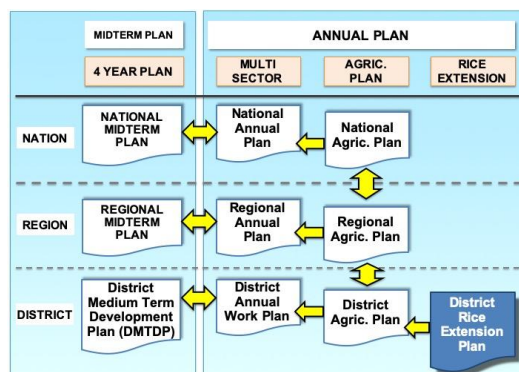 MIDTERM PLAN
ANNUAL PLAN
4 YEAR PLAN
MULTI
SECTOR
AGRIC.
PLAN
RICE
EXTENSION
NATION
NATIONAL
MIDTERM
PLAN
National
Annual
Plan
National
Agric. Plan
REGION
REGIONAL
MIDTERM
PLAN
Regional
Annual
Plan
Regional
Agric. Plan
DISTRICT
District
Medium Term
Development
Plan (DMTDP)
District
Annual
Work Plan
District
Agric. Plan
District
Rice
Extension
Plan